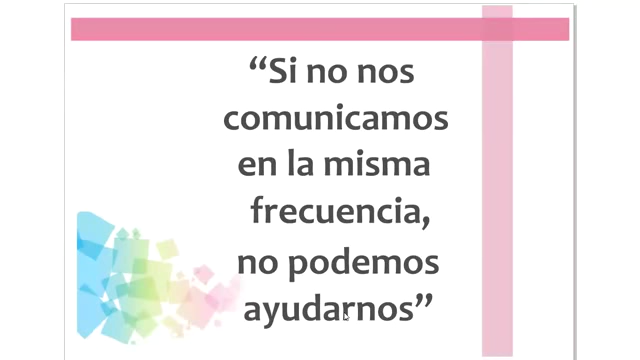 “Si no nos
comunicamos
en la misma
frecuencia,
no podemos
ayudarnos”